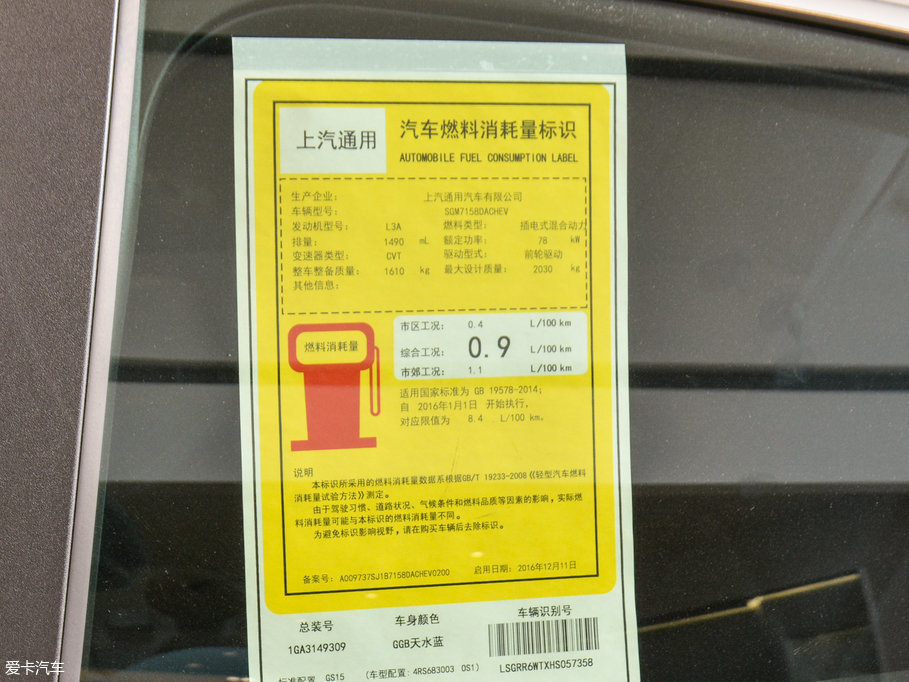 上汽通用
汽车燃料消耗量标识
AUTOMOBILE FUEL CONSUMPTION LABEL
生产企业: 上汽通用汽车有限公司
车辆型号: SGM7158DACHEV
发动机型号: L3A 燃料类型: 插电式混合动力
排量: 1490 mL 额定功率: 78 kW
变速器类型: CVT 驱动型式: 前轮驱动
整车整备质量: 1610 kg 最大设计质量: 2030 kg
其他信息:
燃料消耗量
市区工况: 0.4 L/100 km
综合工况: 0.9 L/100 km
市郊工况: 1.1 L/100 km
适用国家标准为 GB 19578-2014;
自 2016年1月1日 开始执行,
对应限值为 8.4 L/100 km。
说明
本标识所采用的燃料消耗量数据系根据GB/T 19233-2008《轻型汽车燃料
消耗量试验方法》测定。
由于驾驶习惯、道路状况、气候条件和燃料品质等因素的影响,实际燃
料消耗量可能与本标识的燃料消耗量不同。
为避免标识影响视野,请在购买车辆后去除标识。
备案号: A009737SJ1B7158DACHEV0200 启用日期: 2016年12月11日
总装号 车身颜色 车辆识别号
1GA3149309 GGB天水蓝
LSGRR6WTXHS057358
标准配置 GS15 (车型配置: 4RS683003 0S1)
爱卡汽车